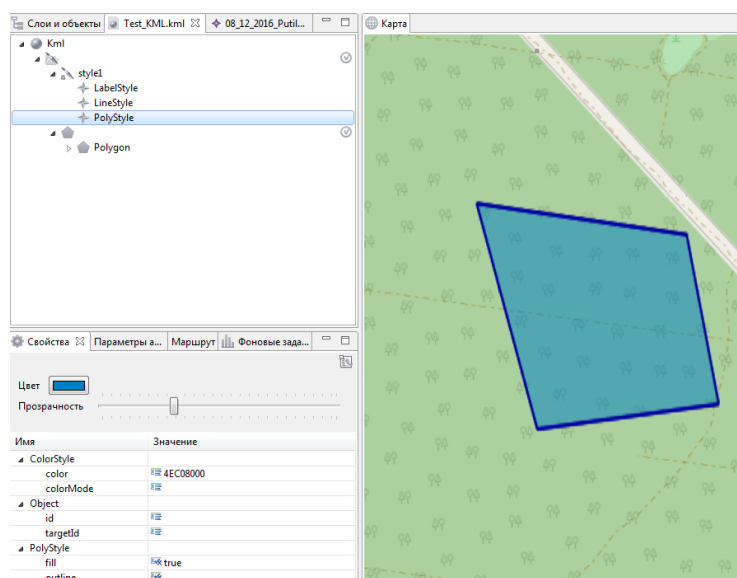 Слои и объекты
Test_KML.kml
08_12_2016_Putil...
Карта
Kml
style1
LabelStyle
LineStyle
PolyStyle
Polygon
Свойства
Параметры а...
Маршрут
Фоновые зада...
Цвет
Прозрачность
Имя Значение
ColorStyle
color 4EC08000
colorMode
Object
id
targetId
PolyStyle
fill true
outline